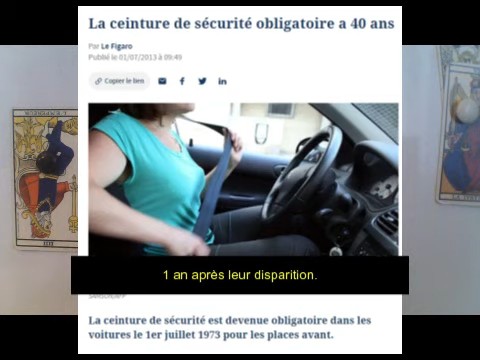 La ceinture de sécurité obligatoire a 40 ans
Par Le Figaro
Publié le 01/07/2013 à 09:49
Copier le lien
1 an après leur disparition.
La ceinture de sécurité est devenue obligatoire dans les
voitures le 1er juillet 1973 pour les places avant.